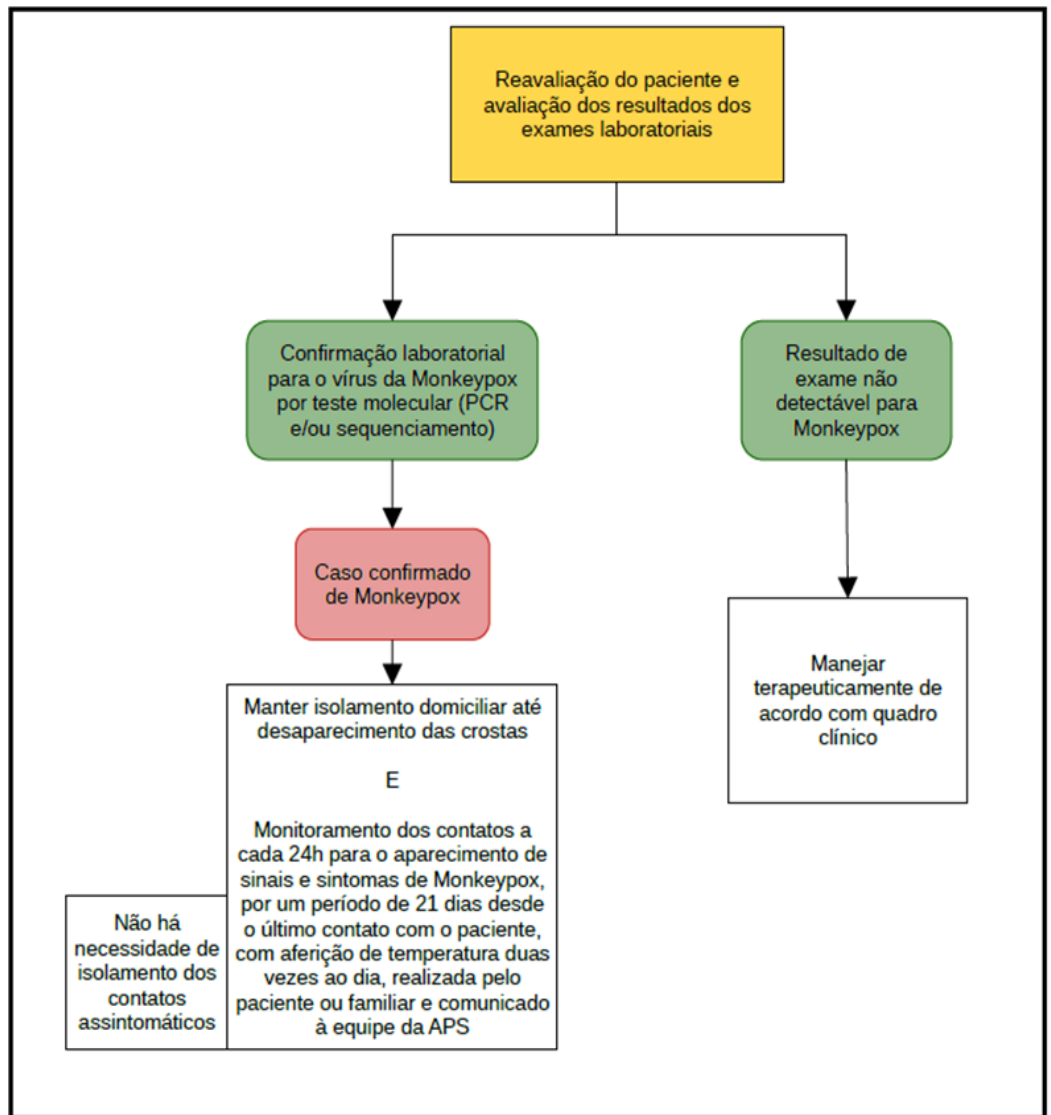 Reavaliação do paciente e
avaliação dos resultados dos
exames laboratoriais
Confirmação laboratorial
para o vírus da Monkeypox
por teste molecular (PCR
e/ou sequenciamento)
Resultado de
exame não
detectável para
Monkeypox
Caso confirmado
de Monkeypox
Manejar
terapeuticamente de
acordo com quadro
clínico
Manter isolamento domiciliar até
desaparecimento das crostas
E
Monitoramento dos contatos a
cada 24h para o aparecimento de
sinais e sintomas de Monkeypox,
por um período de 21 dias desde
o último contato com o paciente,
com aferição de temperatura duas
vezes ao dia, realizada pelo
paciente ou familiar e comunicado
à equipe da APS
Não há
necessidade de
isolamento dos
contatos
assintomáticos